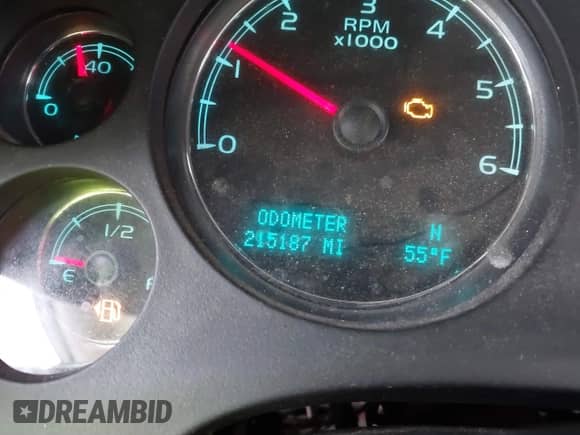 2
3
4
RPM
x1000
40
1
5
0
0
6
ODOMETER
N
215187 MI
55°F
1/2
E
DREAMBID